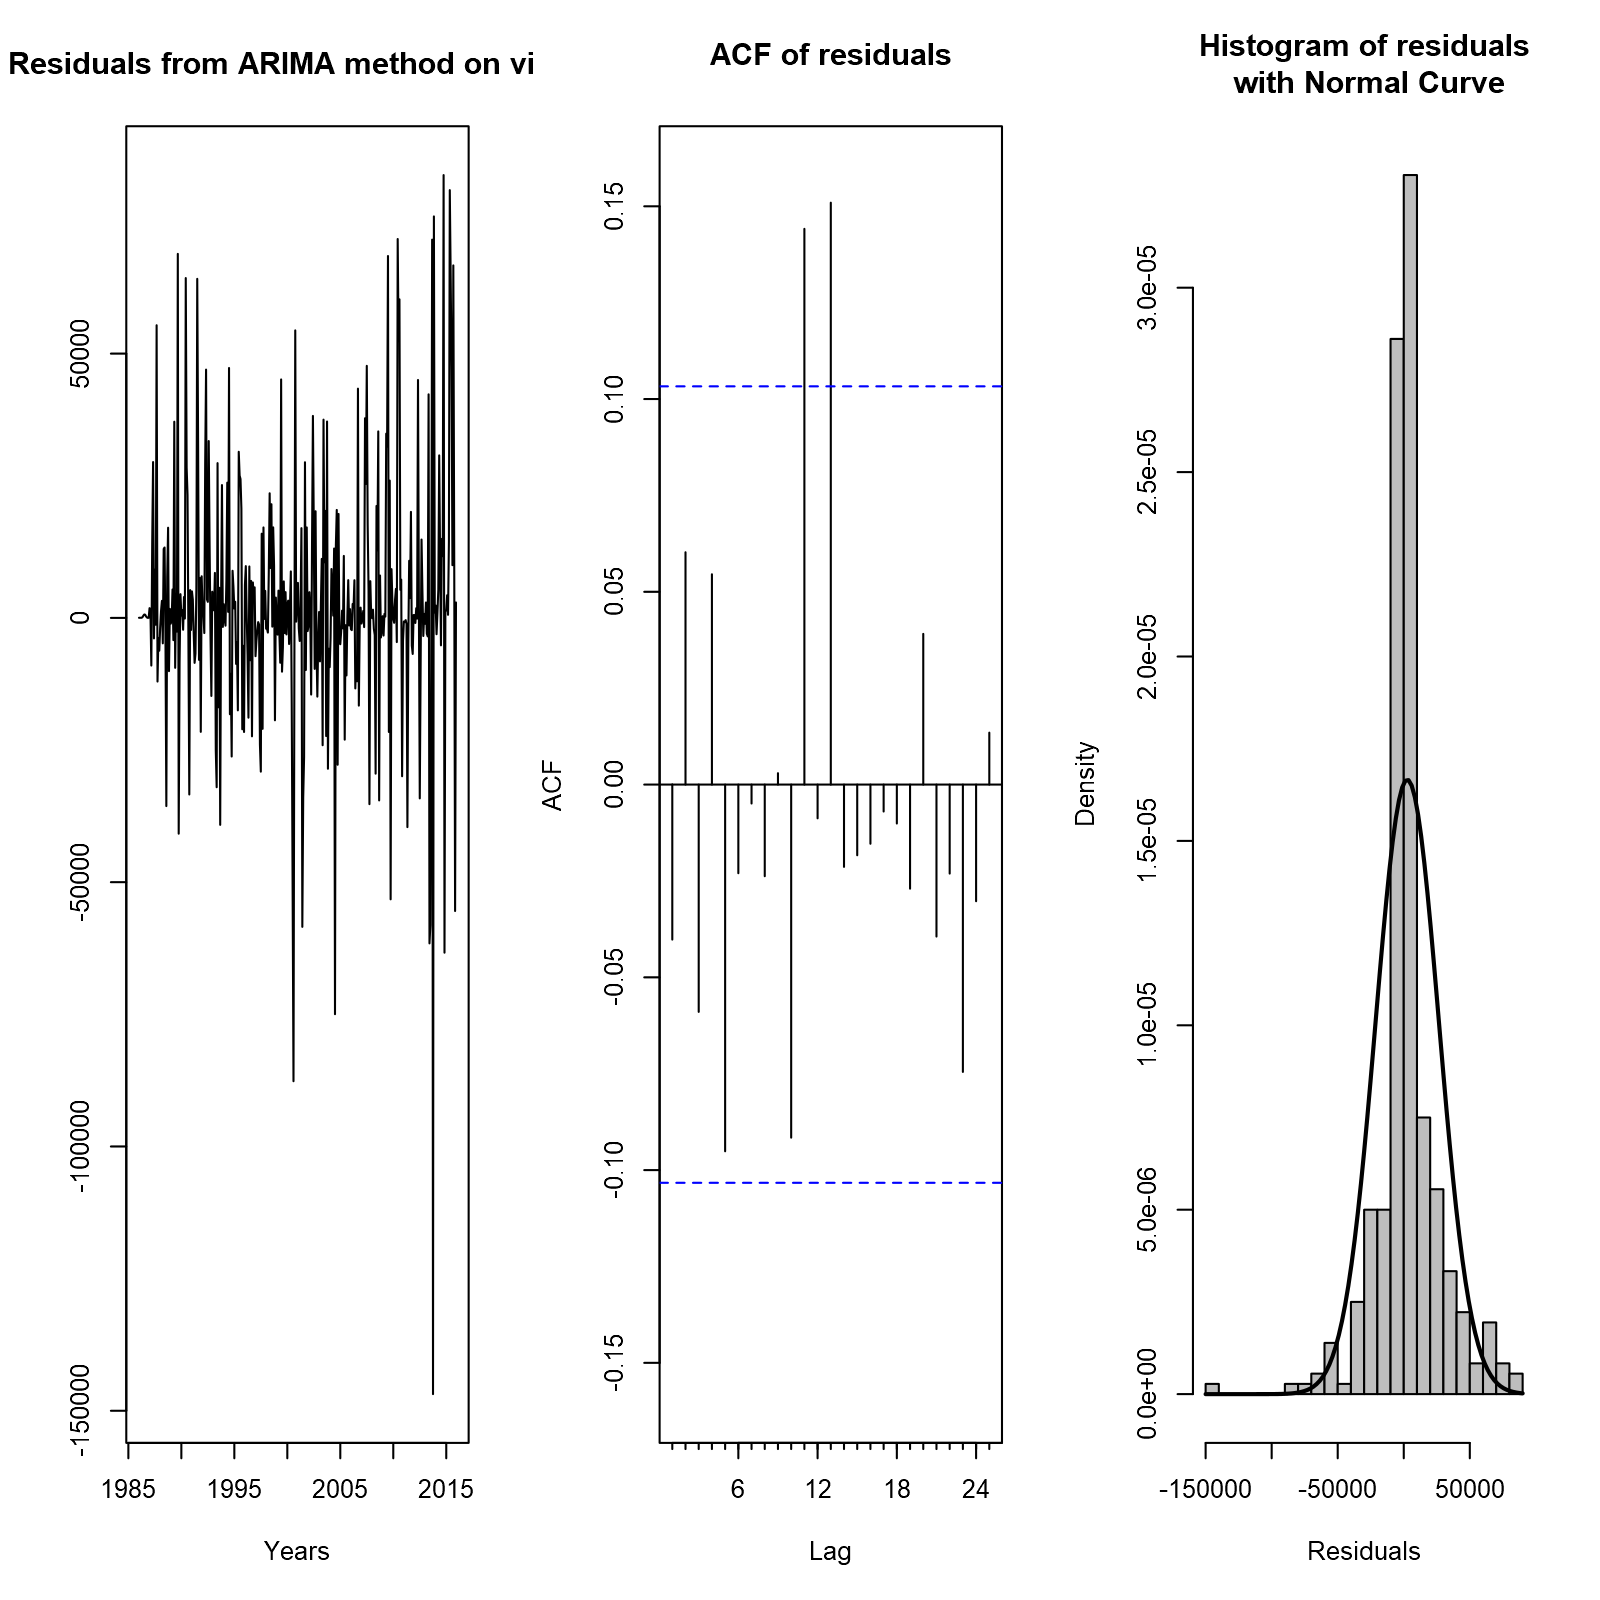 Residuals from ARIMA method on vi
50000
0
-50000
-100000
-150000
1985 1995 2005 2015
Years
ACF of residuals
ACF
0.15
0.10
0.05
0.00
-0.05
-0.10
-0.15
6 12 18 24
Lag
Histogram of residuals
with Normal Curve
Density
3.0e-05
2.5e-05
2.0e-05
1.5e-05
1.0e-05
5.0e-06
0.0e+00
-150000 -50000 50000
Residuals